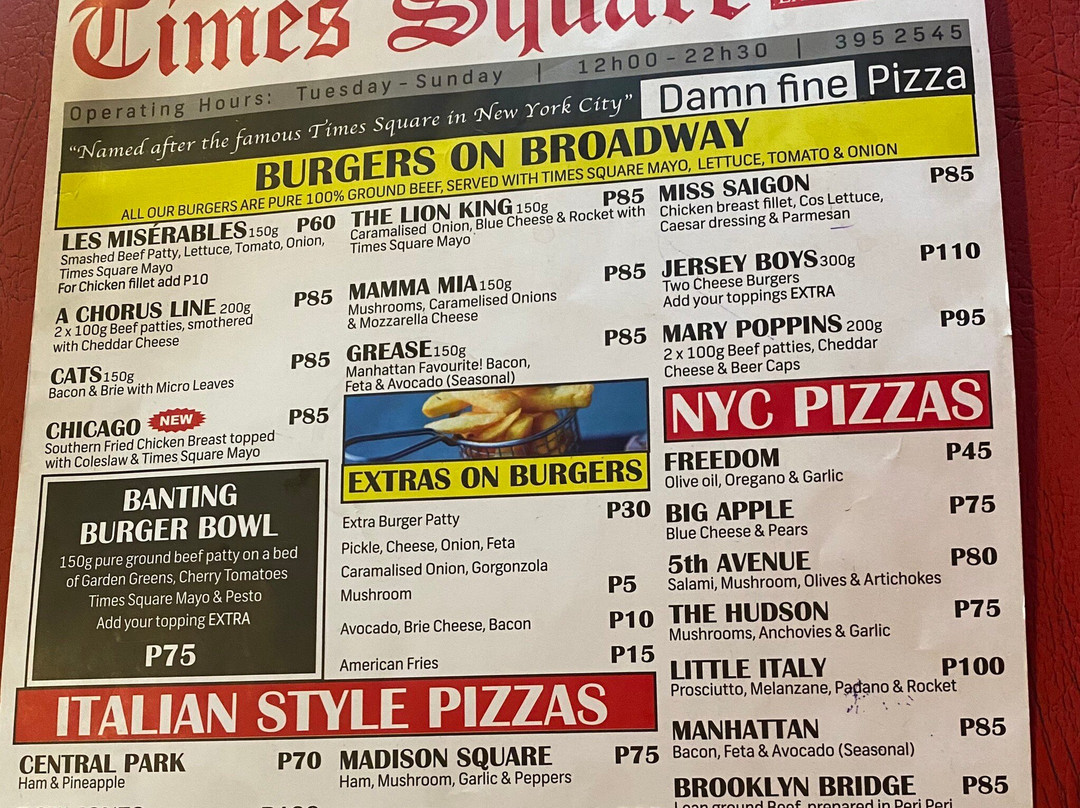 Times Square
Operating Hours: Tuesday - Sunday | 12h00 - 22h30 | 395 2545
"Named after the famous Times Square in New York City" Damn fine Pizza
BURGERS ON BROADWAY
ALL OUR BURGERS ARE PURE 100% GROUND BEEF, SERVED WITH TIMES SQUARE MAYO, LETTUCE, TOMATO & ONION
LES MISÉRABLES 150g P60
Smashed Beef Patty, Lettuce, Tomato, Onion,
Times Square Mayo
For Chicken fillet add P10
A CHORUS LINE 200g P85
2 x 100g Beef patties, smothered
with Cheddar Cheese
CATS 150g P85
Bacon & Brie with Micro Leaves
CHICAGO NEW P85
Southern Fried Chicken Breast topped
with Coleslaw & Times Square Mayo
BANTING
BURGER BOWL
150g pure ground beef patty on a bed
of Garden Greens, Cherry Tomatoes
Times Square Mayo & Pesto
Add your topping EXTRA
P75
THE LION KING 150g P85
Caramalised Onion, Blue Cheese & Rocket with
Times Square Mayo
MAMMA MIA 150g P85
Mushrooms, Caramelised Onions
& Mozzarella Cheese
GREASE 150g P85
Manhattan Favourite! Bacon,
Feta & Avocado (Seasonal)
EXTRAS ON BURGERS
Extra Burger Patty P30
Pickle, Cheese, Onion, Feta
Caramalised Onion, Gorgonzola
Mushroom P5
Avocado, Brie Cheese, Bacon P10
American Fries P15
MISS SAIGON P85
Chicken breast fillet, Cos Lettuce,
Caesar dressing & Parmesan
JERSEY BOYS 300g P110
Two Cheese Burgers
Add your toppings EXTRA
MARY POPPINS 200g P95
2 x 100g Beef patties, Cheddar
Cheese & Beer Caps
NYC PIZZAS
FREEDOM P45
Olive oil, Oregano & Garlic
BIG APPLE P75
Blue Cheese & Pears
5th AVENUE P80
Salami, Mushroom, Olives & Artichokes
THE HUDSON P75
Mushrooms, Anchovies & Garlic
LITTLE ITALY P100
Prosciutto, Melanzane, Padano & Rocket
MANHATTAN P85
Bacon, Feta & Avocado (Seasonal)
BROOKLYN BRIDGE P85
Lean ground Beef, prepared in Peri Peri
ITALIAN STYLE PIZZAS
CENTRAL PARK P70
Ham & Pineapple
MADISON SQUARE P75
Ham, Mushroom, Garlic & Peppers